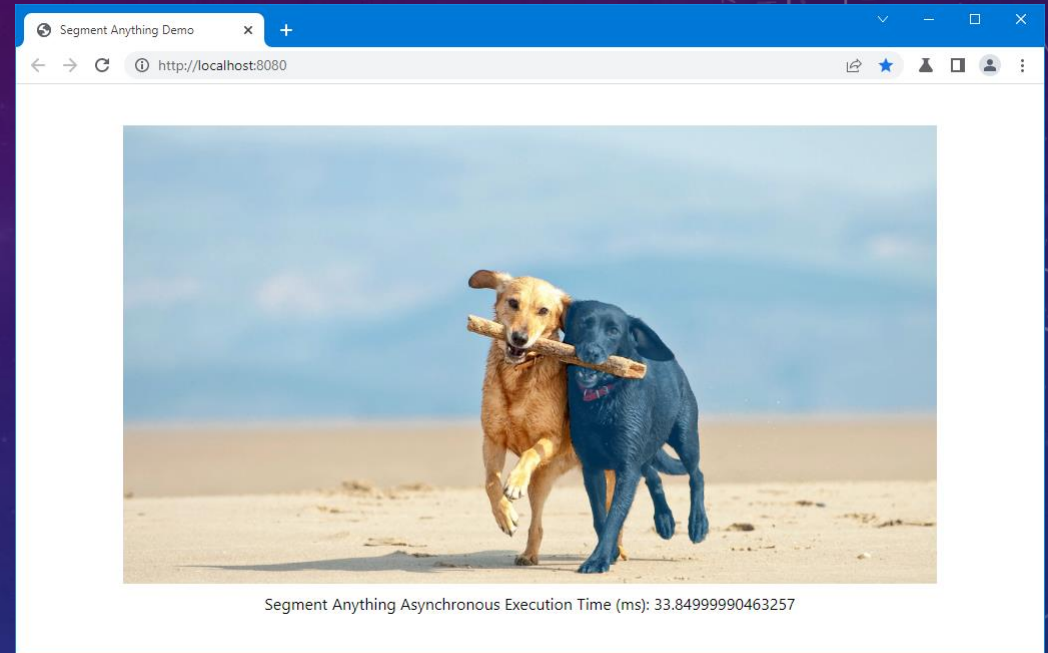 Segment Anything Demo
http://localhost:8080
Segment Anything Asynchronous Execution Time (ms): 33.84999990463257